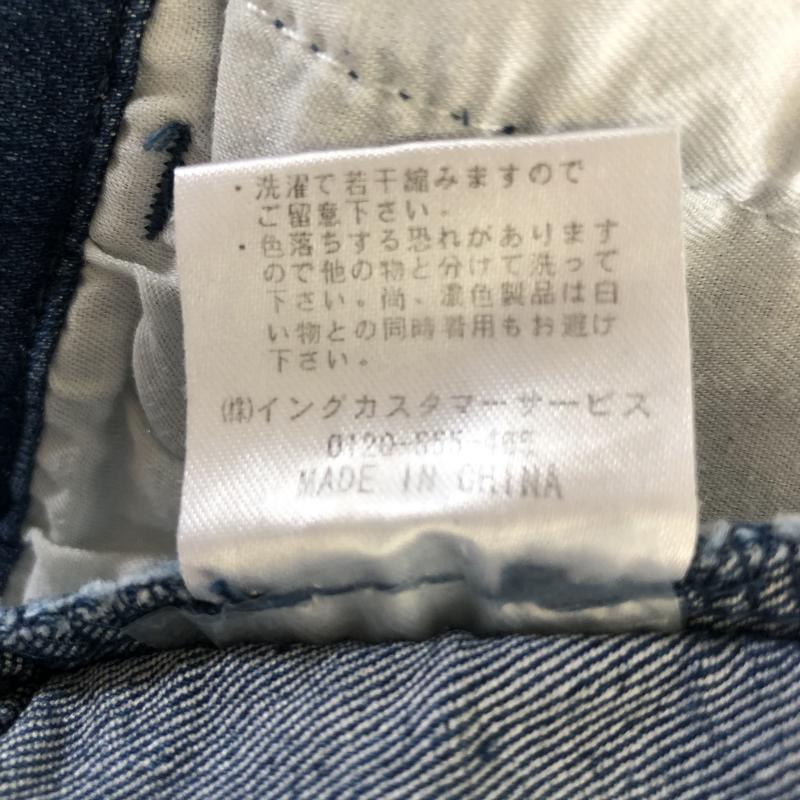 ・洗濯で若干縮みますので
ご留意下さい。
・色落ちする恐れがあります
ので他の物と分けて洗って
下さい。尚、濃色製品は白
い物との同時着用もお避け
下さい。
㈱イングカスタマーサービス
MADE IN CHINA